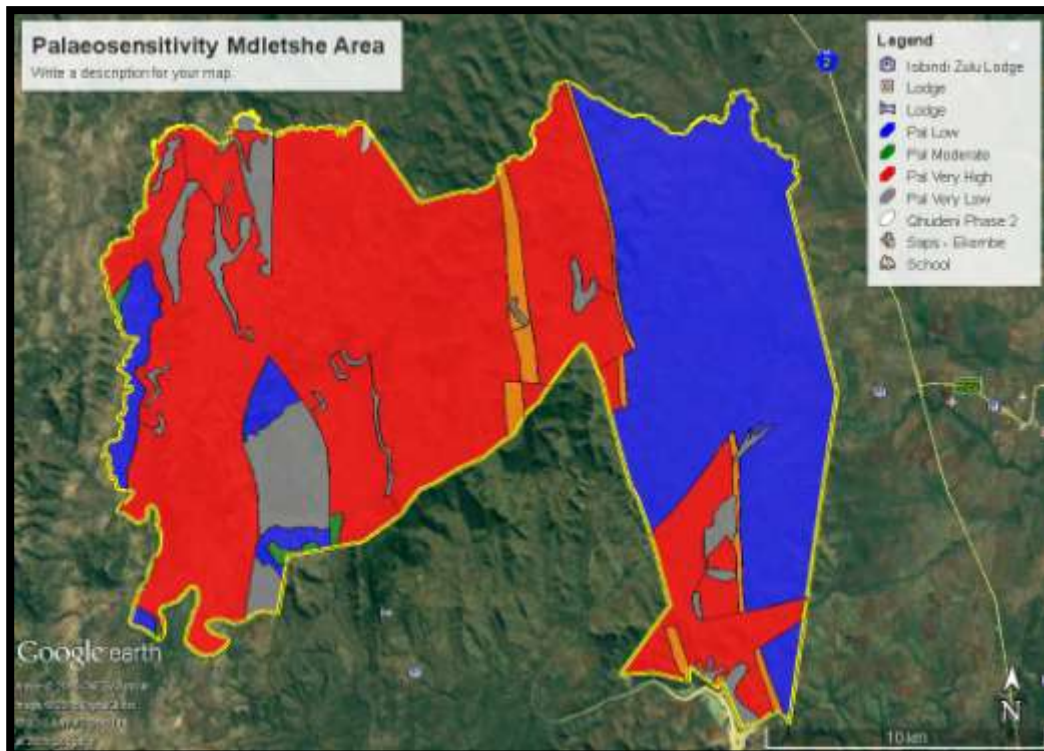 Palaeosensitivity Mdletshe Area
Write a description for your map.
Legend
Isibindi Zulu Lodge
Lodge
Lodge
Pal Low
Pal Moderate
Pal Very High
Pal Very Low
Qhudeni Phase 2
Saps - Ekombe
School
2
Google earth
N
10 km